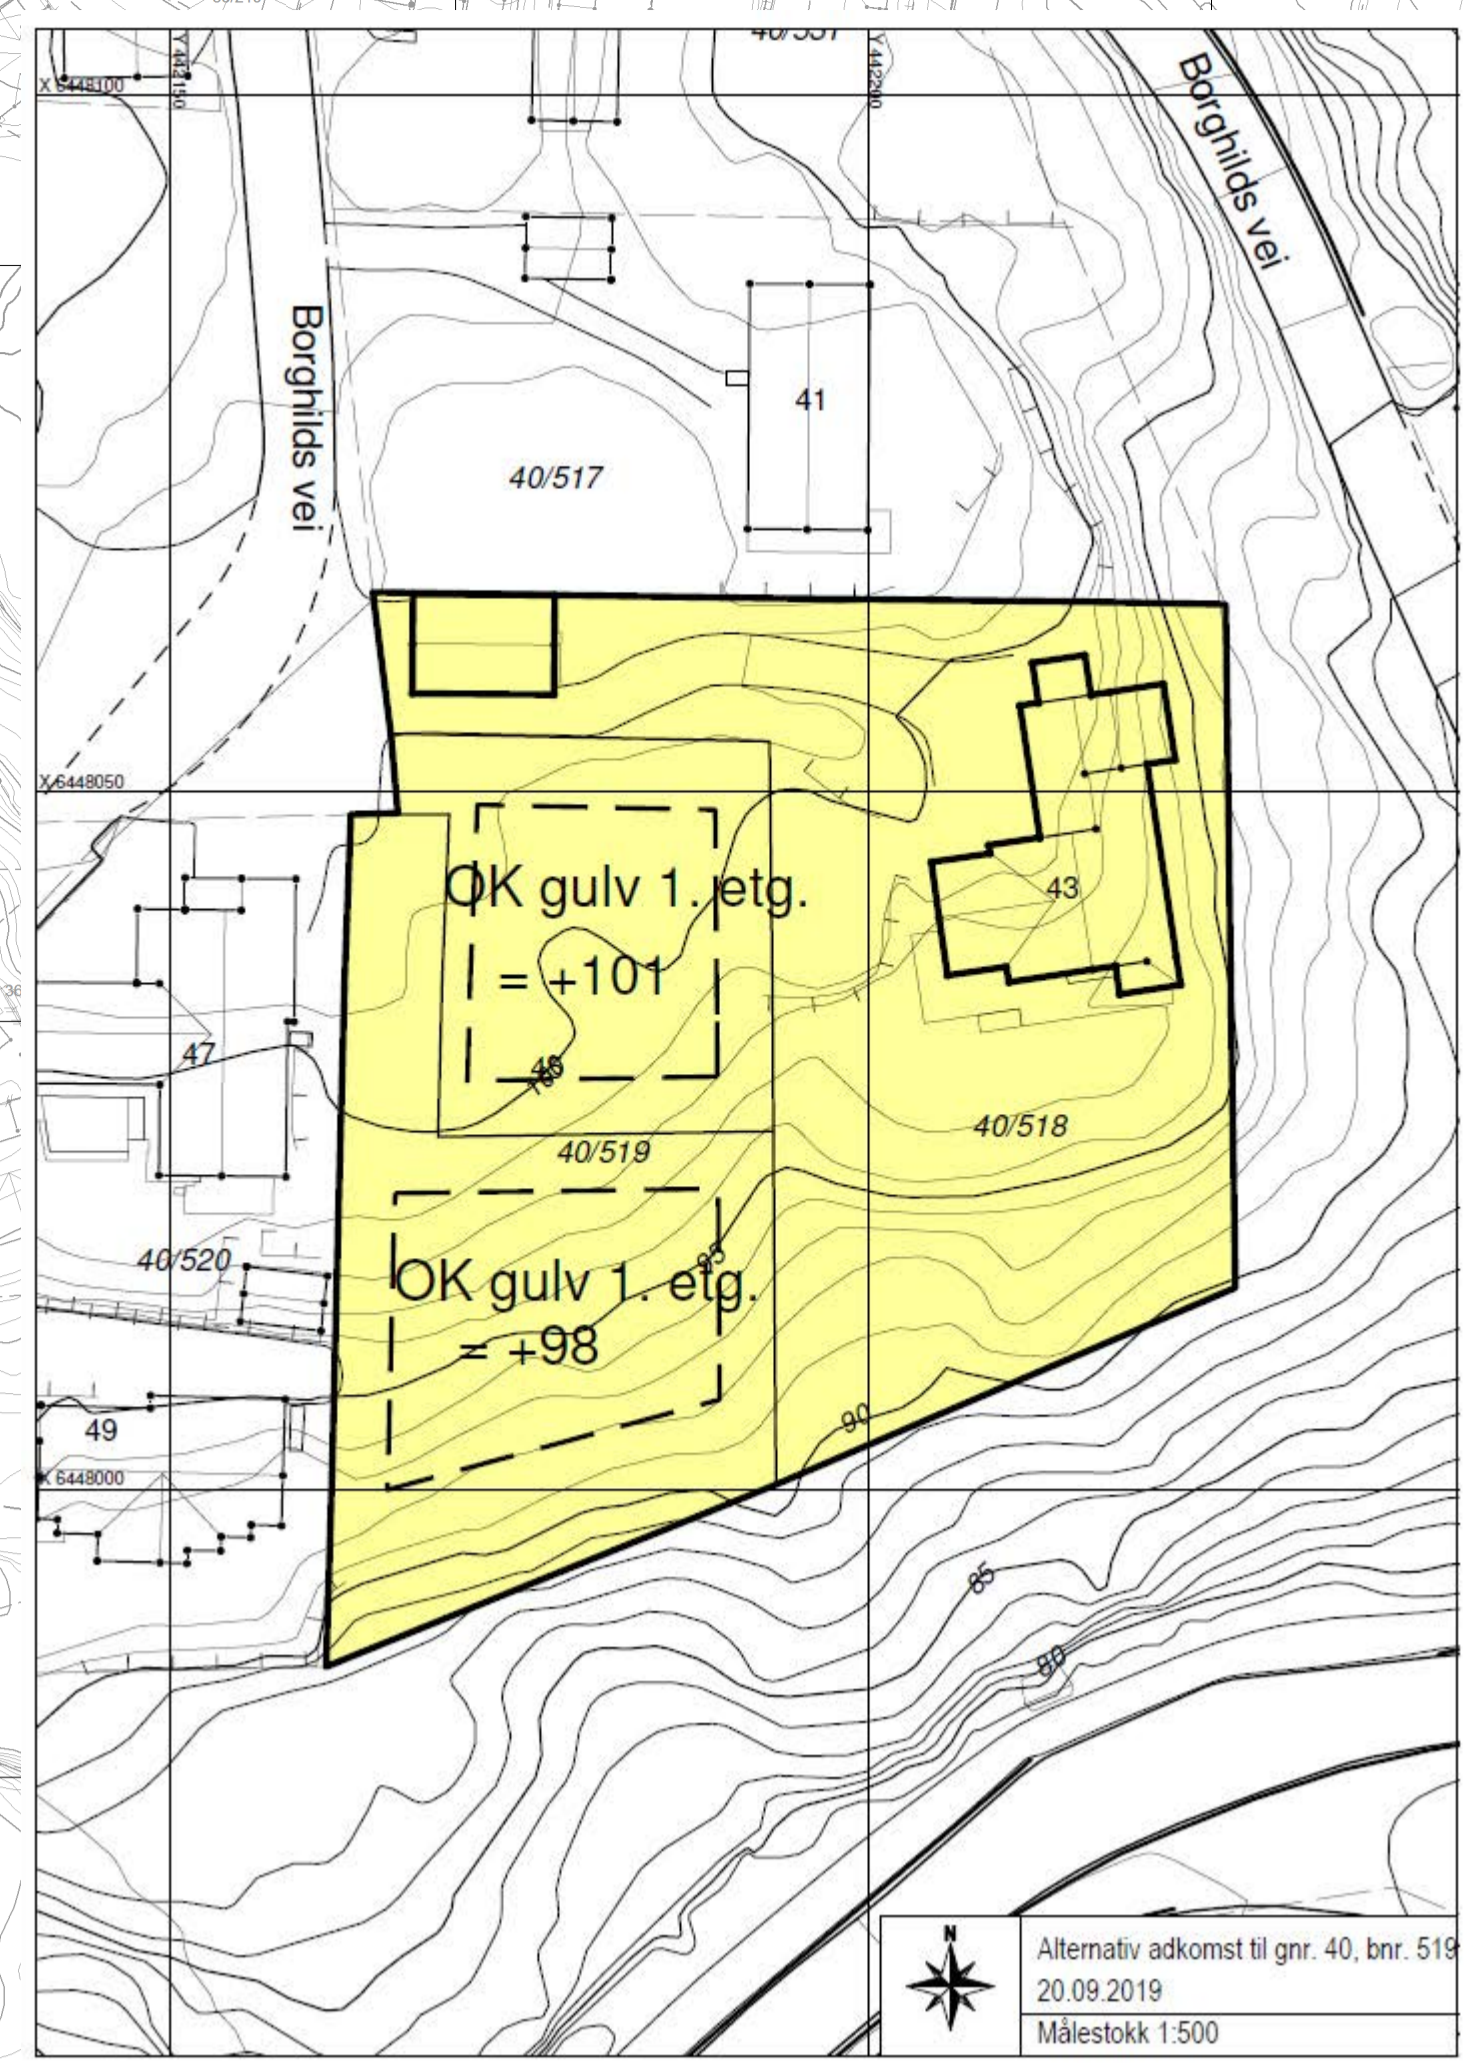 X 6448100
Y 442150
Y 442200
Borghilds vei
Borghilds vei
41
40/517
X 6448050
OK gulv 1. etg.
= +101
43
47
100
40/519
40/518
40/520
95
OK gulv 1. etg.
= +98
90
49
X 6448000
85
80
N
Alternativ adkomst til gnr. 40, bnr. 519
20.09.2019
Målestokk 1:500